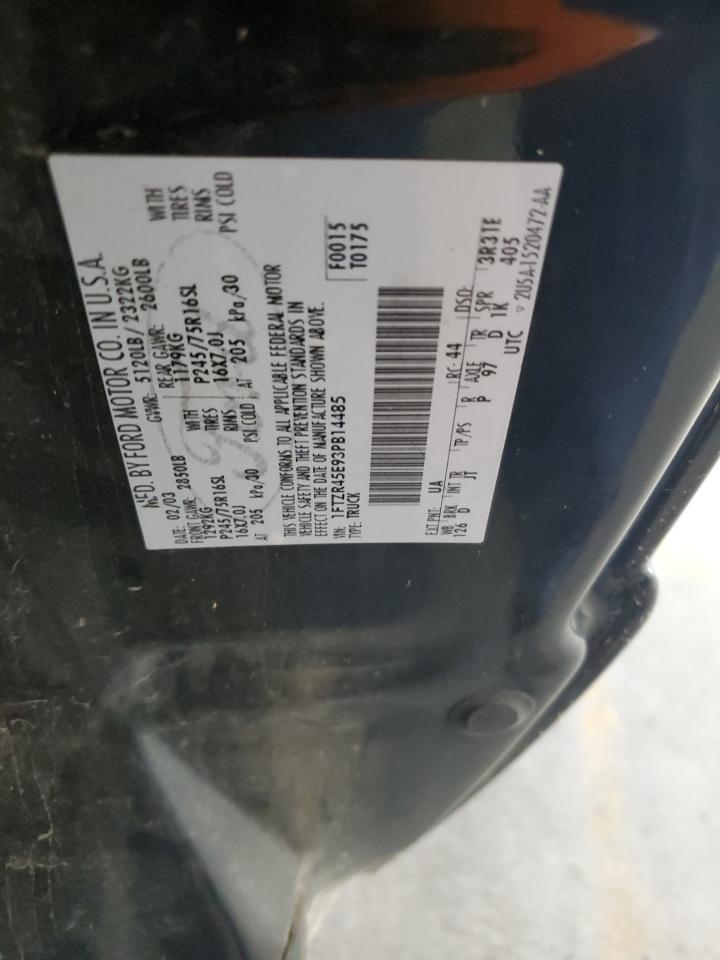 MFD. BY FORD MOTOR CO. IN U.S.A.
DATE: 02/03 GVWR: 5120LB / 2322KG
FRONT GAWR: 2850LB REAR GAWR: 2600LB
1292KG WITH 1179KG WITH
P245/75R16SL TIRES P245/75R16SL TIRES
16X7.0J RIMS 16X7.0J RIMS
AT 205 kPa/30 PSI COLD AT 205 kPa/30 PSI COLD
THIS VEHICLE CONFORMS TO ALL APPLICABLE FEDERAL MOTOR
VEHICLE SAFETY AND THEFT PREVENTION STANDARDS IN
EFFECT ON THE DATE OF MANUFACTURE SHOWN ABOVE.
VIN: 1FTZR45E93PB14485 F0015
TYPE: TRUCK T0175
EXT PNT: UA RC: 44 DSO:
WB BRK INT TR TP/PS R AXLE TR SPR 3R3TE
126 D JT P 97 D 1K 405
UTC ▽ 2U5A-1520472-AA